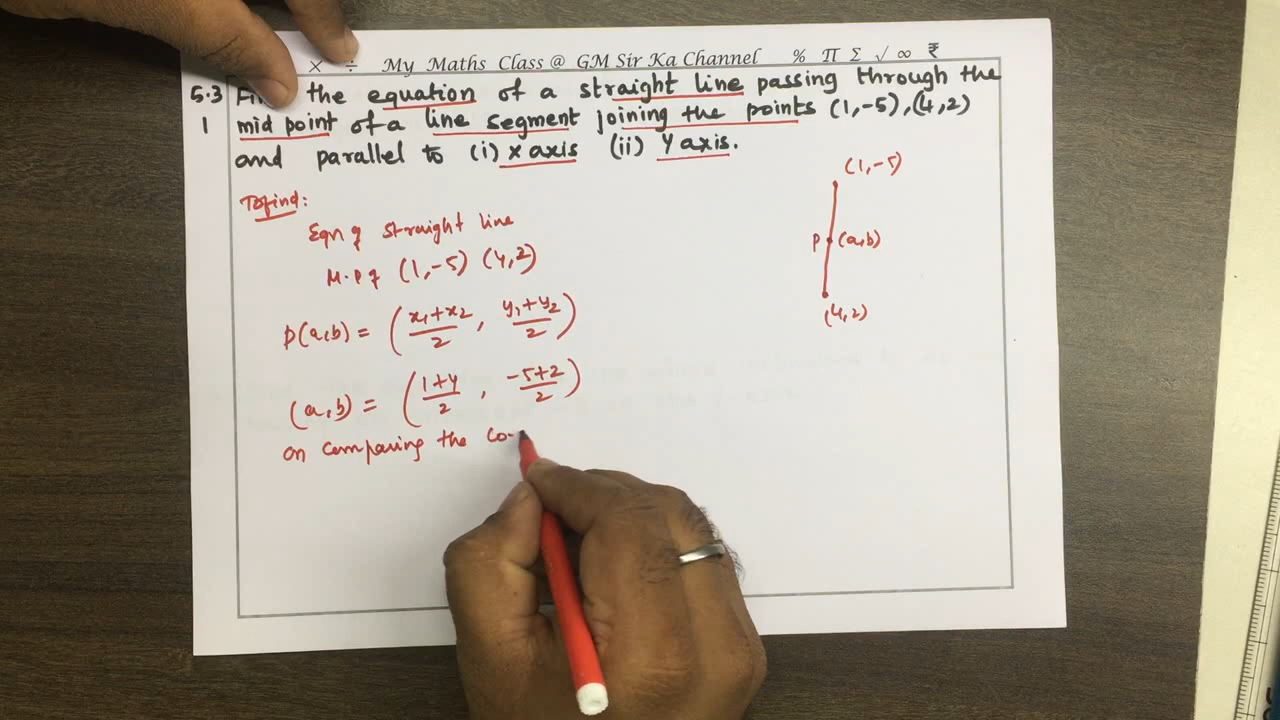 × ÷ My Maths Class @ GM Sir Ka Channel % Π Σ √ ∞ ₹
5.3 the equation of a straight line passing through the
1 mid point of a line segment joining the points (1,-5),(4,2)
and parallel to (i) X axis (ii) Y axis.
To find:
Eqn of straight line
M.P of (1,-5) (4,2)
P(a,b) = (x₁+x₂/2, y₁+y₂/2)
(a,b) = (1+4/2, -5+2/2)
on comparing the co-
(1,-5)
P (a,b)
(4,2)